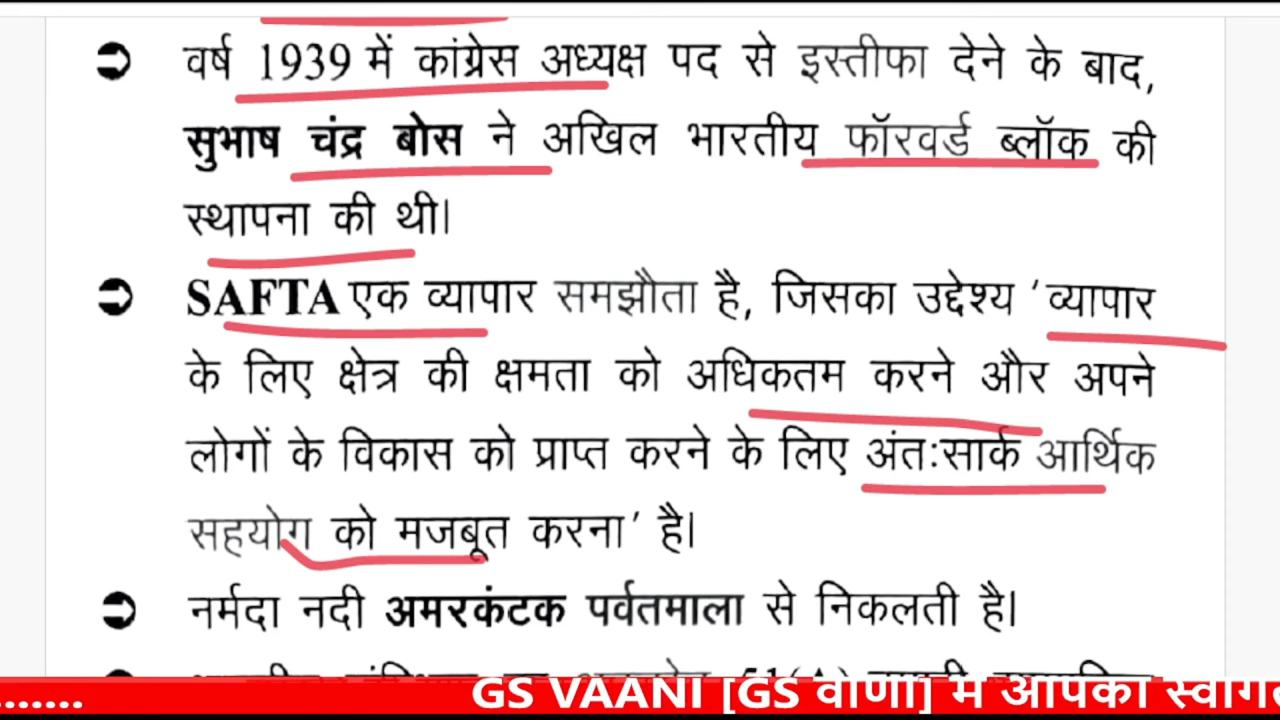 वर्ष 1939 में कांग्रेस अध्यक्ष पद से इस्तीफा देने के बाद,
सुभाष चंद्र बोस ने अखिल भारतीय फॉरवर्ड ब्लॉक की
स्थापना की थी।
SAFTA एक व्यापार समझौता है, जिसका उद्देश्य ‘व्यापार
के लिए क्षेत्र की क्षमता को अधिकतम करने और अपने
लोगों के विकास को प्राप्त करने के लिए अंतःसार्क आर्थिक
सहयोग को मजबूत करना’ है।
नर्मदा नदी अमरकंटक पर्वतमाला से निकलती है।
51(A)
....... GS VAANI [GS वाणी] में आपका